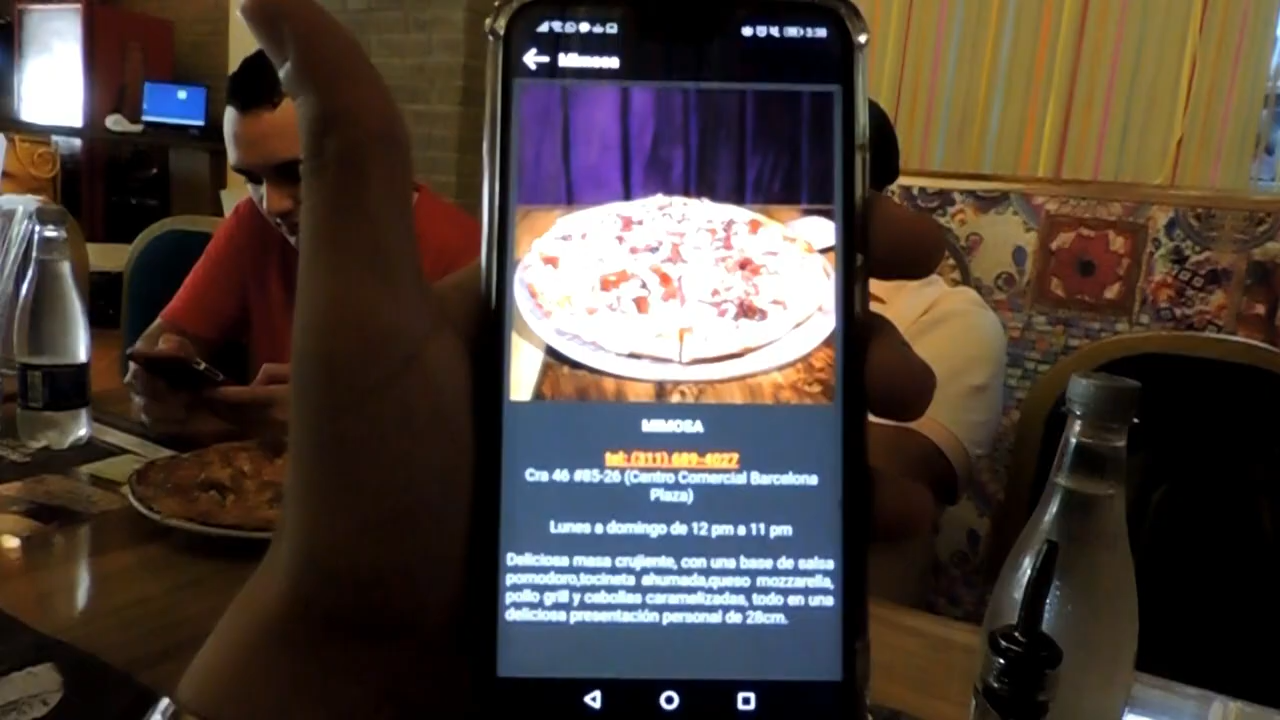 3:38
Mimosa
MIMOSA
tel: (311) 689-4027
Cra 46 #85-26 (Centro Comercial Barcelona
Plaza)
Lunes a domingo de 12 pm a 11 pm
Deliciosa masa crujiente, con una base de salsa
pomodoro,tocineta ahumada,queso mozzarella,
pollo grill y cebollas caramelizadas, todo en una
deliciosa presentación personal de 28cm.